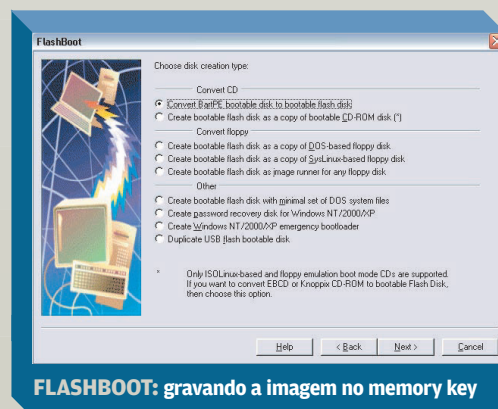 FlashBoot
Choose disk creation type:
Convert CD
Convert BartPE bootable disk to bootable flash disk
Create bootable flash disk as a copy of bootable CD-ROM disk (*)
Convert floppy
Create bootable flash disk as a copy of DOS-based floppy disk
Create bootable flash disk as a copy of SysLinux-based floppy disk
Create bootable flash disk as image runner for any floppy disk
Other
Create bootable flash disk with minimal set of DOS system files
Create password recovery disk for Windows NT/2000/XP
Create Windows NT/2000/XP emergency bootloader
Duplicate USB flash bootable disk
* Only ISOLinux-based and floppy emulation boot mode CDs are supported.
If you want to convert EBCD or Knoppix CD-ROM to bootable Flash Disk,
then choose this option.
Help < Back Next > Cancel
FLASHBOOT: gravando a imagem no memory key